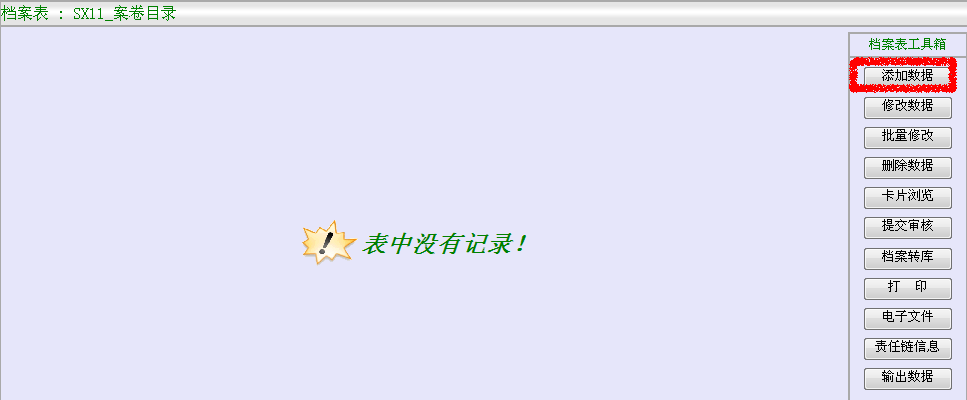 档案表 : SX11_案卷目录
档案表工具箱
添加数据
修改数据
批量修改
删除数据
卡片浏览
提交审核
档案转库
打 印
电子文件
责任链信息
输出数据
表中没有记录!